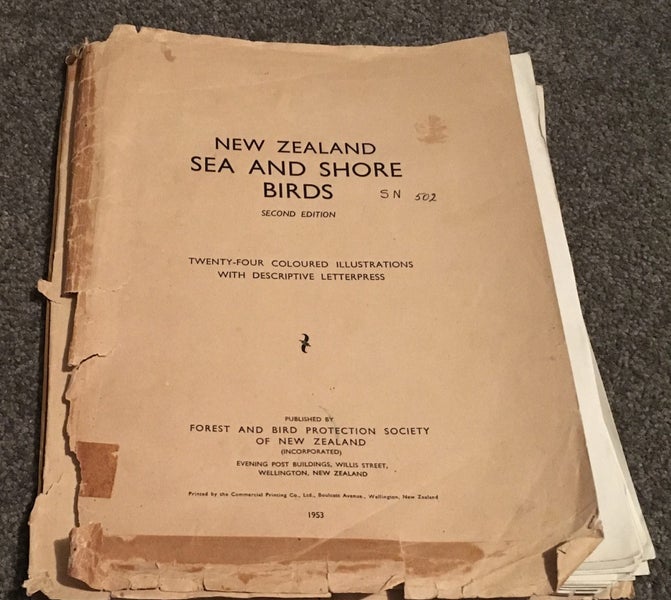 NEW ZEALAND
SEA AND SHORE
BIRDS
SN 502
SECOND EDITION
TWENTY-FOUR COLOURED ILLUSTRATIONS
WITH DESCRIPTIVE LETTERPRESS
PUBLISHED BY
FOREST AND BIRD PROTECTION SOCIETY
OF NEW ZEALAND
(INCORPORATED)
EVENING POST BUILDINGS, WILLIS STREET,
WELLINGTON, NEW ZEALAND
Printed by the Commercial Printing Co., Ltd., Boulcott Avenue, Wellington, New Zealand
1953